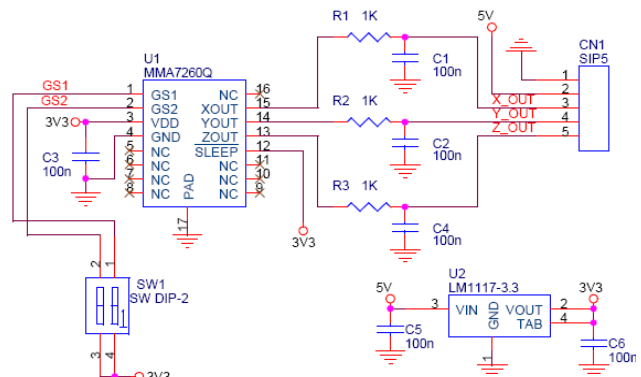 R1 1K
5V
CN1
SIP5
U1
MMA7260Q
C1
100n
GS1
GS2
1 GS1 NC 16
2 GS2 XOUT 15
3 VDD YOUT 14
4 GND ZOUT 13
5 NC SLEEP 12
6 NC NC 11
7 NC NC 10
8 NC NC 9
PAD
17
3V3
C3
100n
R2 1K
C2
100n
X_OUT
Y_OUT
Z_OUT
1
2
3
4
5
R3 1K
C4
100n
3V3
2 1
SW1
SW DIP-2
1
3 4
3V3
U2
LM1117-3.3
5V
3 VIN VOUT 2
TAB 4
GND
1
3V3
C5
100n
C6
100n